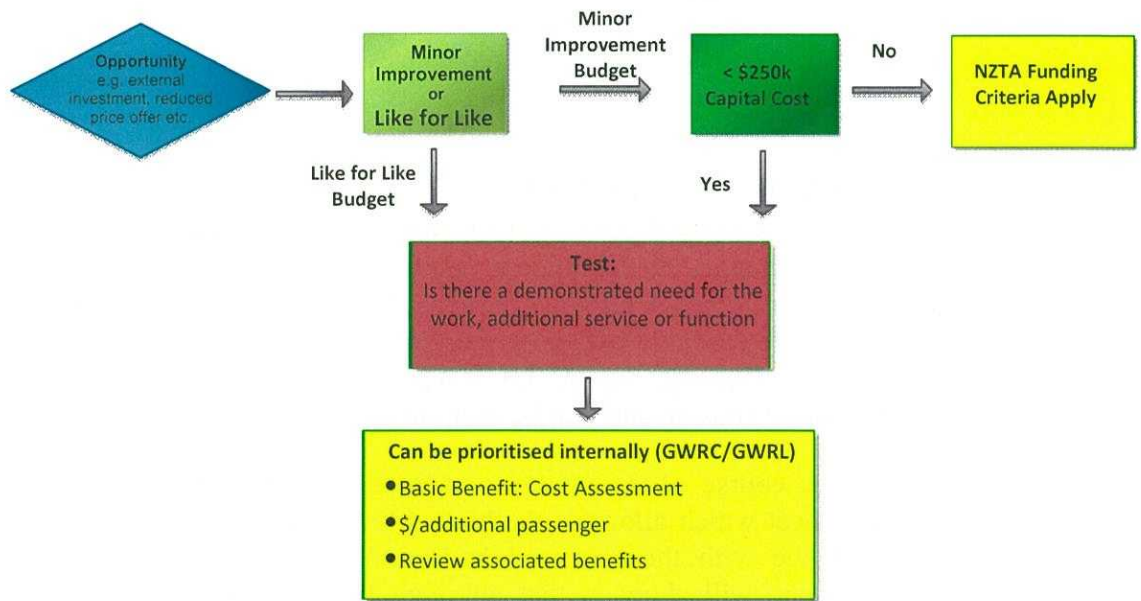 Opportunity
e.g. external
investment, reduced
price offer etc.
Minor
Improvement
or
Like for Like
Minor
Improvement
Budget
< $250k
Capital Cost
No
NZTA Funding
Criteria Apply
Like for Like
Budget
Yes
Test:
Is there a demonstrated need for the
work, additional service or function
Can be prioritised internally (GWRC/GWRL)
•Basic Benefit: Cost Assessment
•$/additional passenger
•Review associated benefits